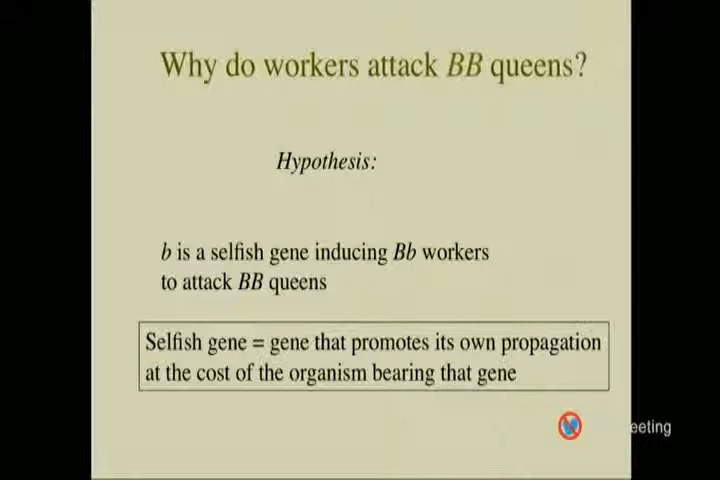 Why do workers attack BB queens?
Hypothesis:
b is a selfish gene inducing Bb workers
to attack BB queens
Selfish gene = gene that promotes its own propagation
at the cost of the organism bearing that gene
eeting